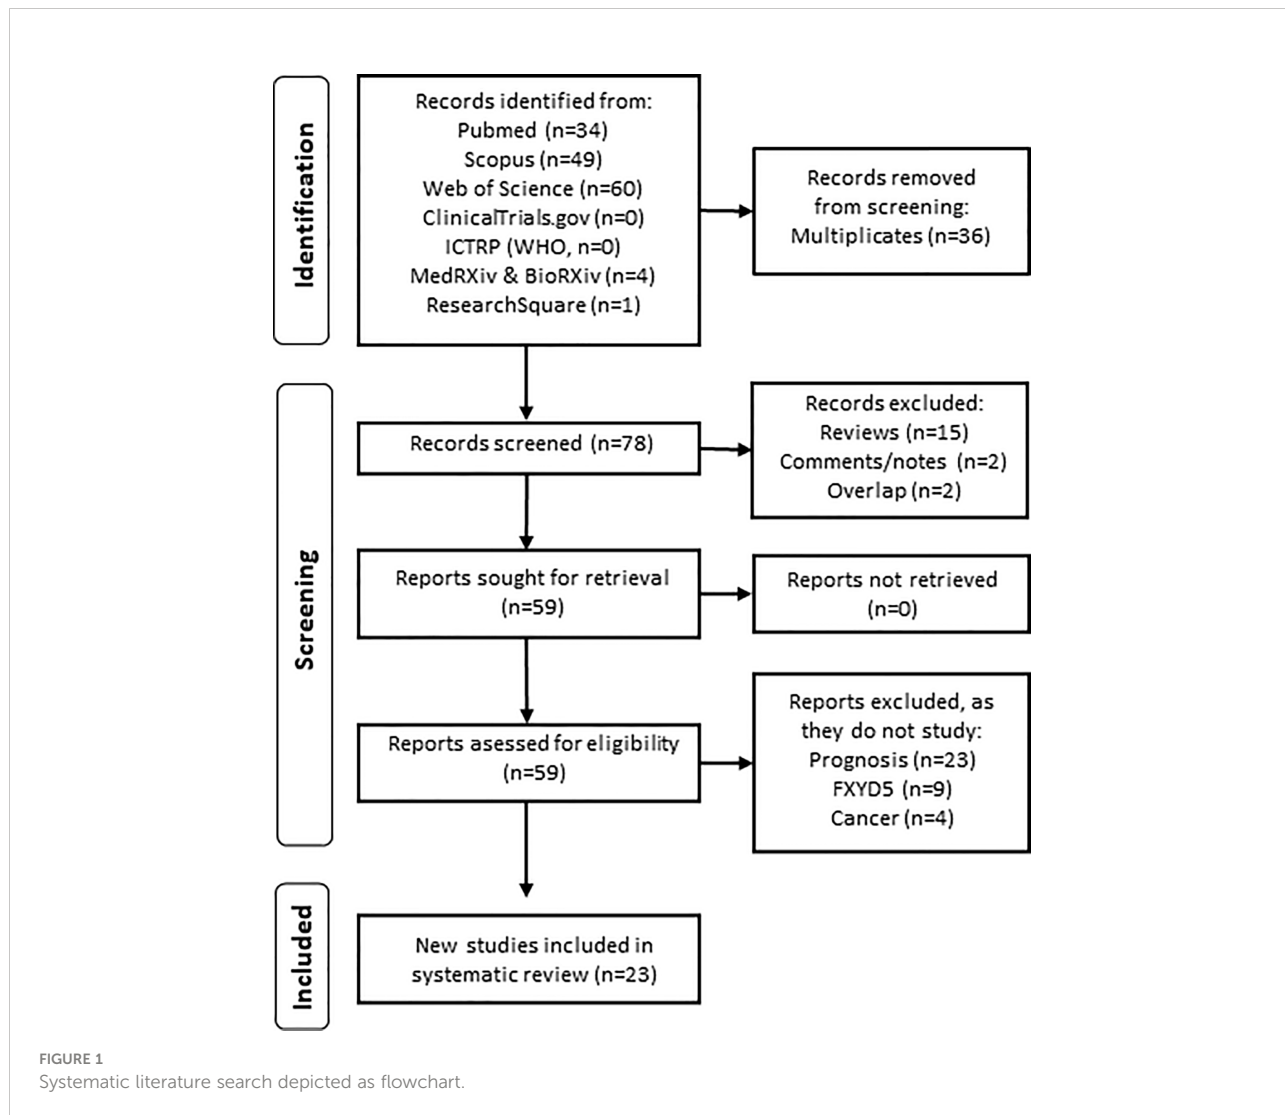 Identification
Records identified from:
Pubmed (n=34)
Scopus (n=49)
Web of Science (n=60)
ClinicalTrials.gov (n=0)
ICTRP (WHO, n=0)
MedRXiv & BioRXiv (n=4)
ResearchSquare (n=1)
Records removed
from screening:
Multiplicates (n=36)
Screening
Records screened (n=78)
Records excluded:
Reviews (n=15)
Comments/notes (n=2)
Overlap (n=2)
Reports sought for retrieval
(n=59)
Reports not retrieved
(n=0)
Reports asessed for eligibility
(n=59)
Reports excluded, as
they do not study:
Prognosis (n=23)
FXYD5 (n=9)
Cancer (n=4)
Included
New studies included in
systematic review (n=23)
FIGURE 1
Systematic literature search depicted as flowchart.